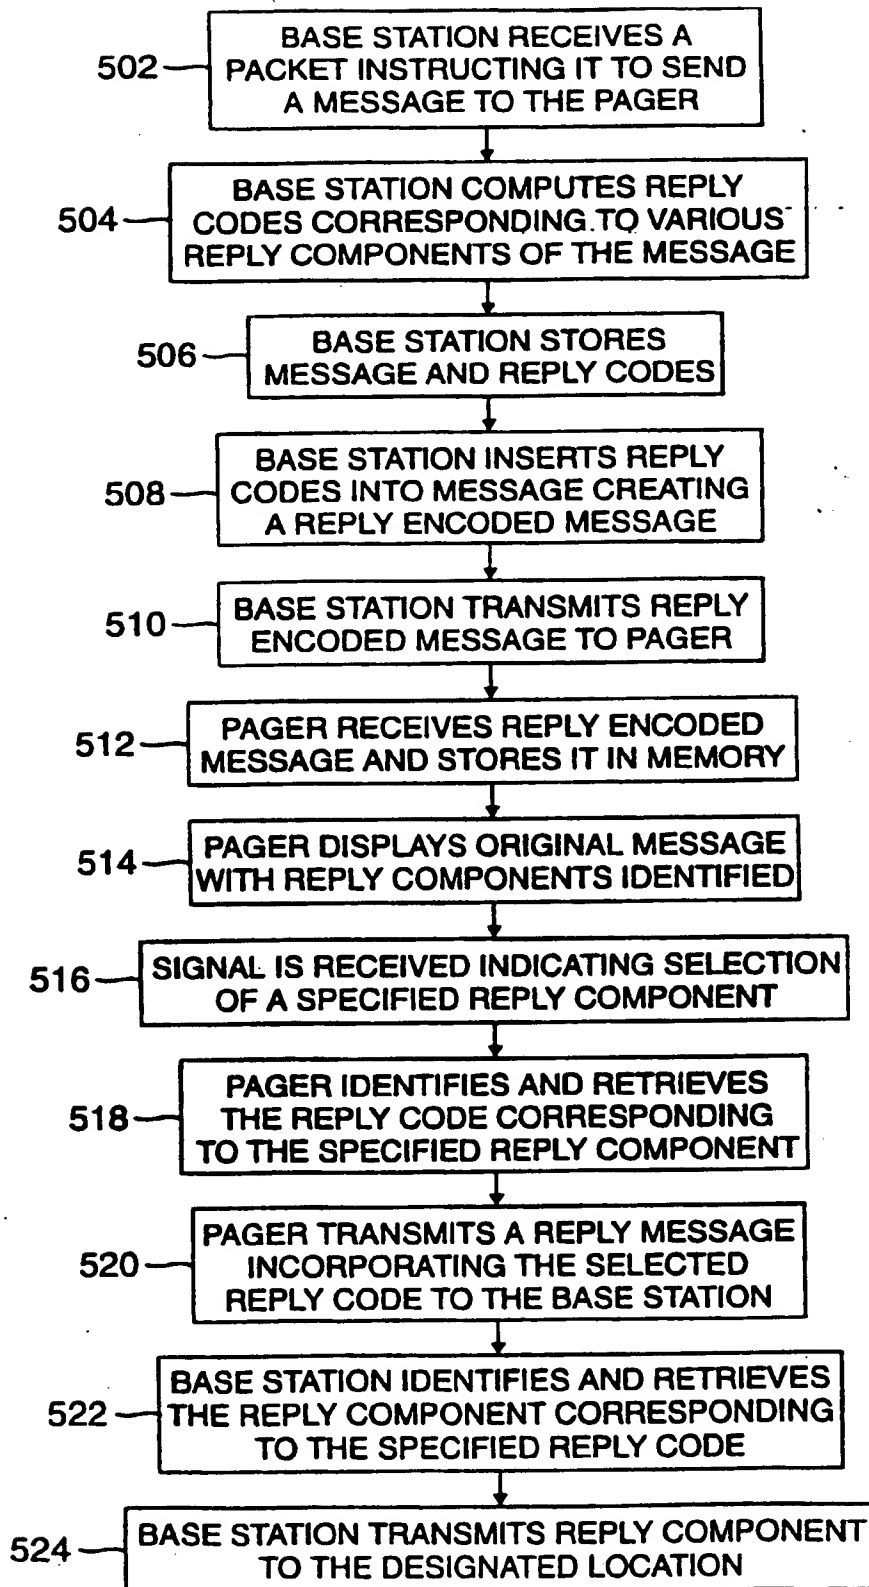 502
BASE STATION RECEIVES A
PACKET INSTRUCTING IT TO SEND
A MESSAGE TO THE PAGER
504
BASE STATION COMPUTES REPLY
CODES CORRESPONDING TO VARIOUS
REPLY COMPONENTS OF THE MESSAGE
506
BASE STATION STORES
MESSAGE AND REPLY CODES
508
BASE STATION INSERTS REPLY
CODES INTO MESSAGE CREATING
A REPLY ENCODED MESSAGE
510
BASE STATION TRANSMITS REPLY
ENCODED MESSAGE TO PAGER
512
PAGER RECEIVES REPLY ENCODED
MESSAGE AND STORES IT IN MEMORY
514
PAGER DISPLAYS ORIGINAL MESSAGE
WITH REPLY COMPONENTS IDENTIFIED
516
SIGNAL IS RECEIVED INDICATING SELECTION
OF A SPECIFIED REPLY COMPONENT
518
PAGER IDENTIFIES AND RETRIEVES
THE REPLY CODE CORRESPONDING
TO THE SPECIFIED REPLY COMPONENT
520
PAGER TRANSMITS A REPLY MESSAGE
INCORPORATING THE SELECTED
REPLY CODE TO THE BASE STATION
522
BASE STATION IDENTIFIES AND RETRIEVES
THE REPLY COMPONENT CORRESPONDING
TO THE SPECIFIED REPLY CODE
524
BASE STATION TRANSMITS REPLY COMPONENT
TO THE DESIGNATED LOCATION